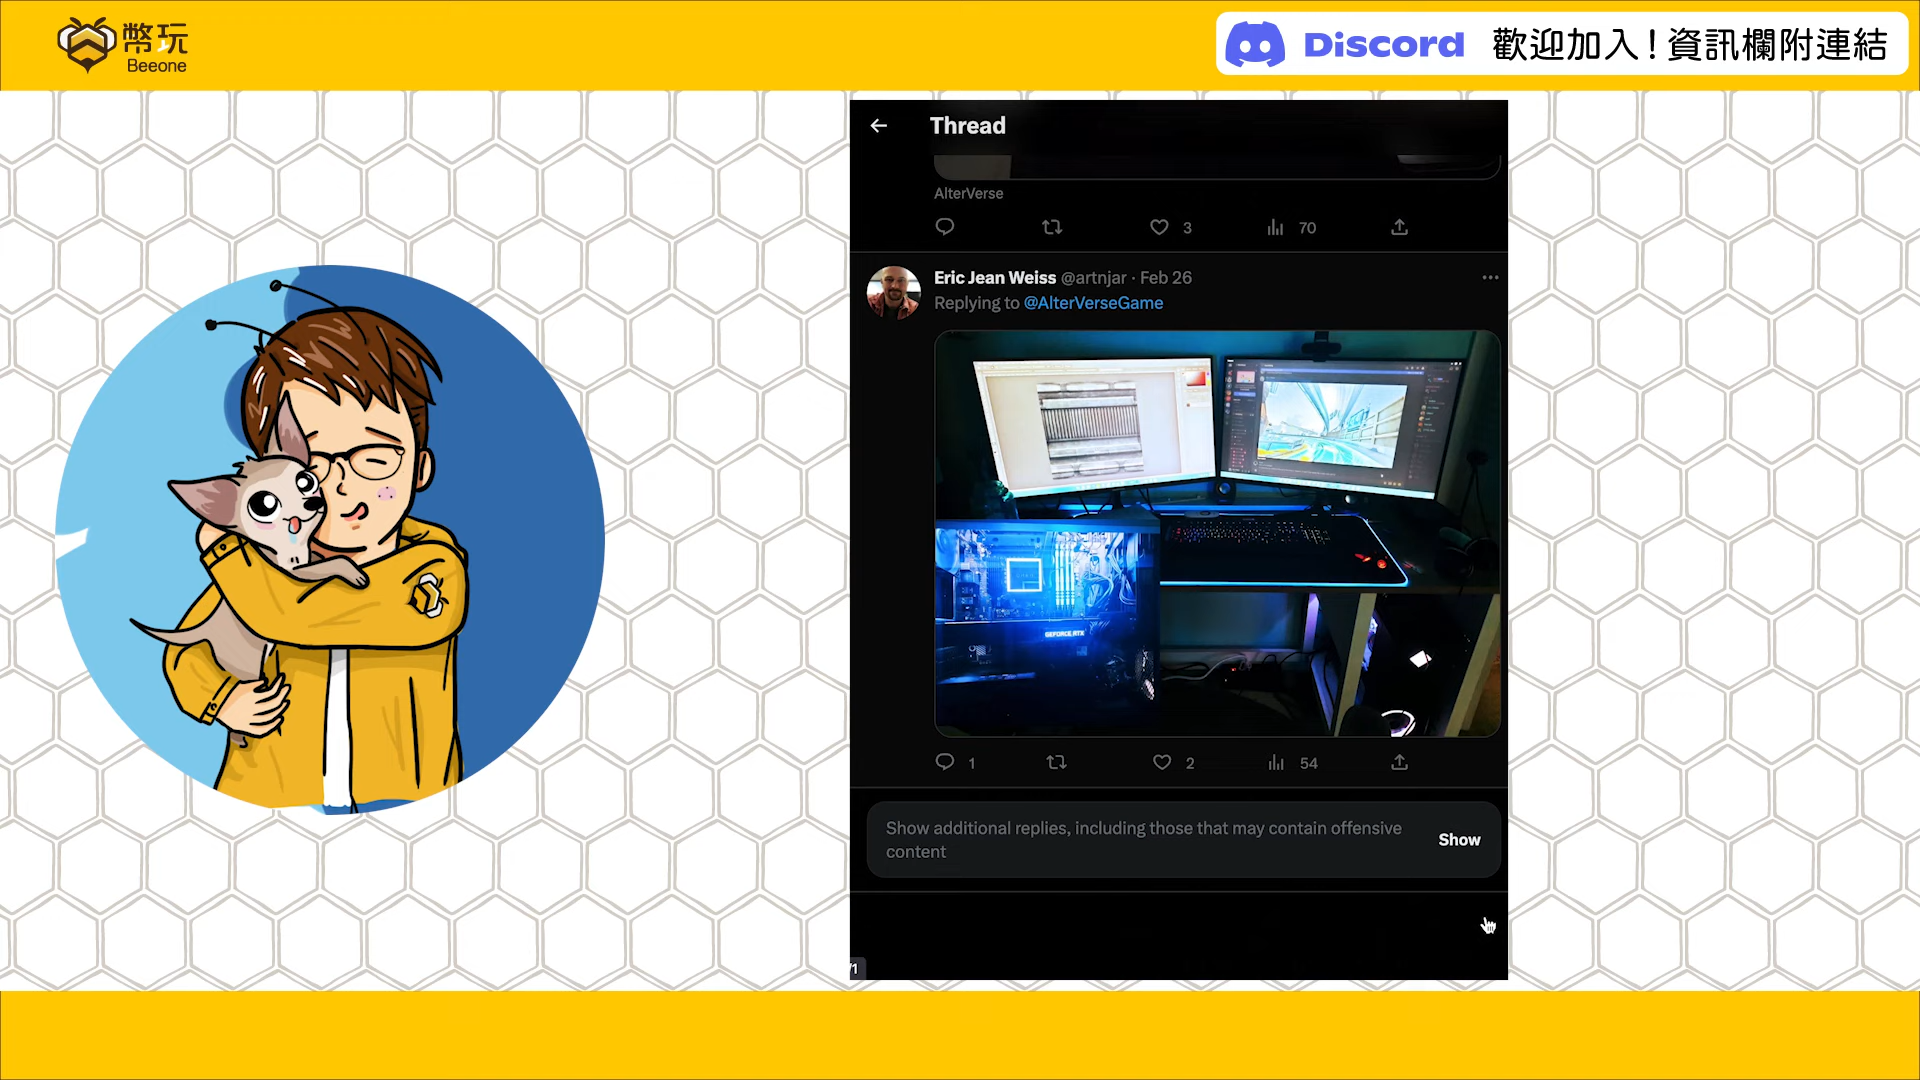 幣玩
Beeone
Discord 歡迎加入！資訊欄附連結
Thread
AlterVerse
3
70
Eric Jean Weiss @artnjar · Feb 26
Replying to @AlterVerseGame
GEFORCE RTX
1
2
54
Show additional replies, including those that may contain offensive
content
Show